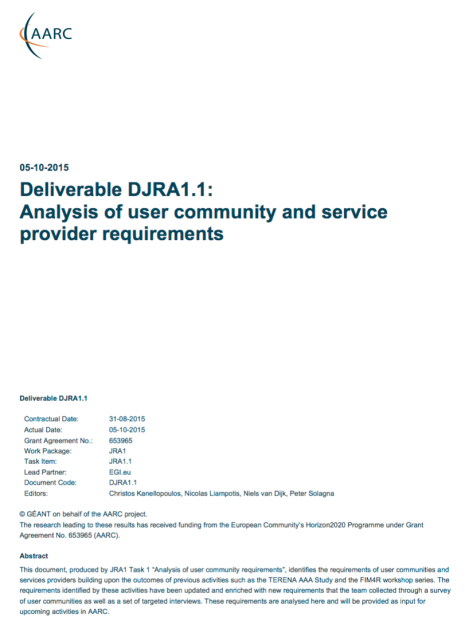 AARC
05-10-2015
Deliverable DJRA1.1:
Analysis of user community and service
provider requirements
Deliverable DJRA1.1
Contractual Date: 31-08-2015
Actual Date: 05-10-2015
Grant Agreement No.: 653965
Work Package: JRA1
Task Item: JRA1.1
Lead Partner: EGI.eu
Document Code: DJRA1.1
Editors: Christos Kanellopoulos, Nicolas Liampotis, Niels van Dijk, Peter Solagna
© GÉANT on behalf of the AARC project.
The research leading to these results has received funding from the European Community's Horizon2020 Programme under Grant
Agreement No. 653965 (AARC).
Abstract
This document, produced by JRA1 Task 1 "Analysis of user community requirements", identifies the requirements of user communities and
services providers building upon the outcomes of previous activities such as the TERENA AAA Study and the FIM4R workshop series. The
requirements identified by these activities have been updated and enriched with new requirements that the team collected through a survey
of user communities as well as a set of targeted interviews. These requirements are analysed here and will be provided as input for
upcoming activities in AARC.